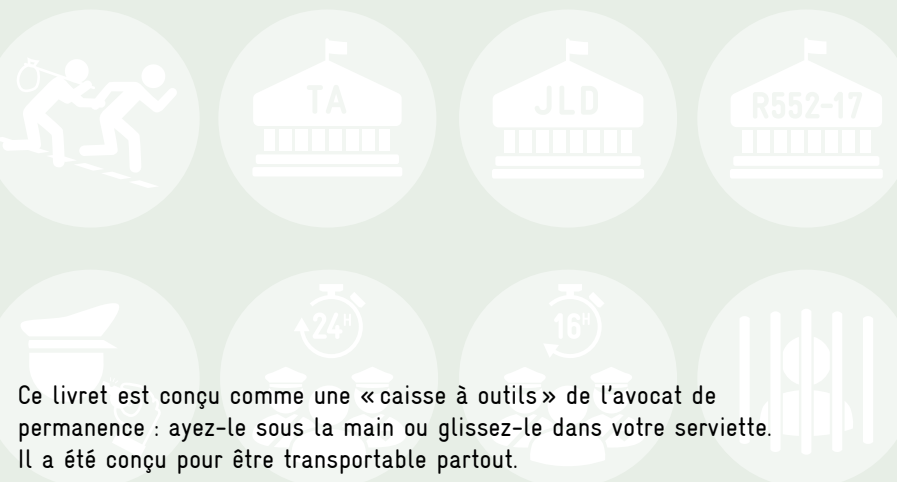 TA
JLD
R552-17
24H
16H
Ce livret est conçu comme une « caisse à outils » de l'avocat de
permanence : ayez-le sous la main ou glissez-le dans votre serviette.
Il a été conçu pour être transportable partout.